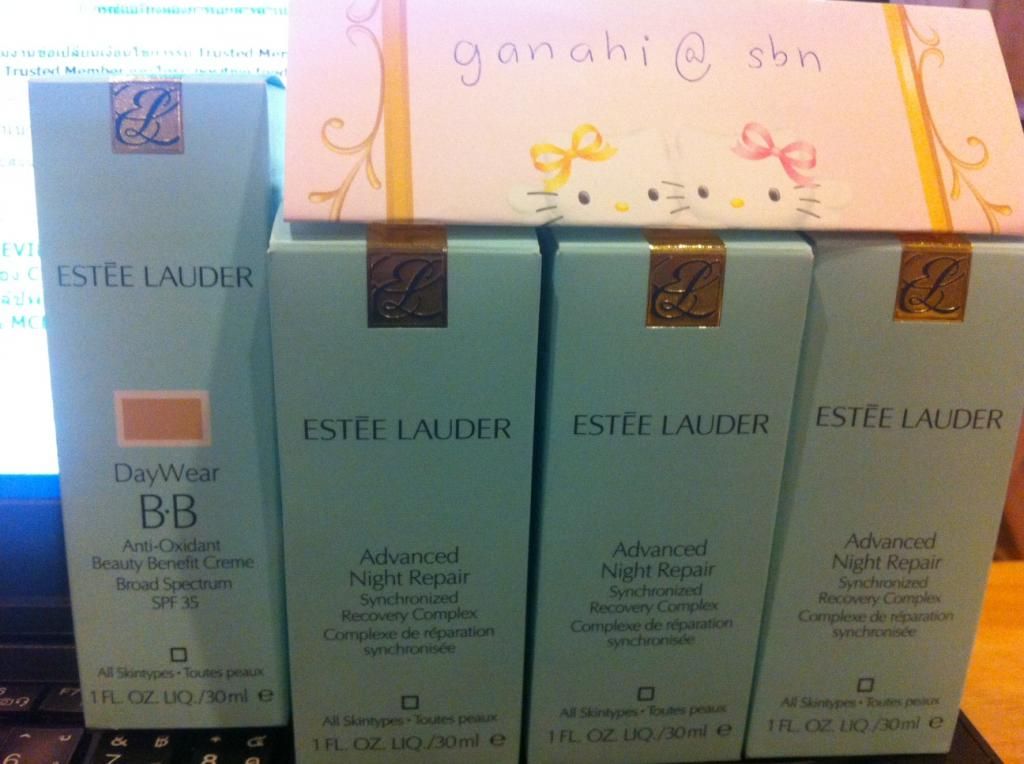 ganahi @ sbn
Trusted Mem
Trusted Member
ESTĒE LAUDER
DayWear
B·B
Anti-Oxidant
Beauty Benefit Creme
Broad Spectrum
SPF 35
All Skintypes • Toutes peaux
1 FL. OZ. LIQ./30ml e
ESTĒE LAUDER
Advanced
Night Repair
Synchronized
Recovery Complex
Complexe de réparation
synchronisée
All Skintypes • Toutes peaux
1 FL. OZ. LIQ./30ml e
ESTĒE LAUDER
Advanced
Night Repair
Synchronized
Recovery Complex
Complexe de réparation
synchronisée
All Skintypes • Toutes peaux
1 FL. OZ. LIQ./30ml e
ESTĒE LAUDER
Advanced
Night Repair
Synchronized
Recovery Complex
Complexe de réparation
synchronisée
All Skintypes • Toutes peaux
1 FL. OZ. LIQ./30ml e
& *
7 8